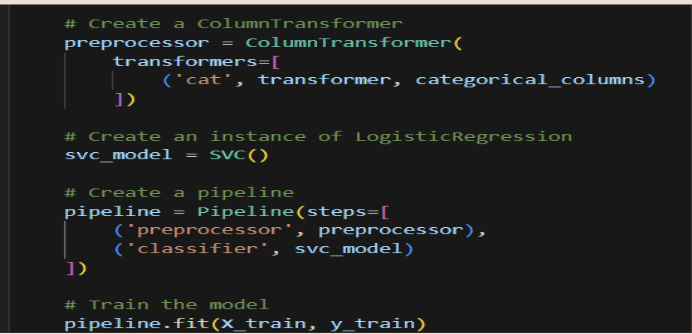 # Create a ColumnTransformer
preprocessor = ColumnTransformer(
transformers=[
('cat', transformer, categorical_columns)
])
# Create an instance of LogisticRegression
svc_model = SVC()
# Create a pipeline
pipeline = Pipeline(steps=[
('preprocessor', preprocessor),
('classifier', svc_model)
])
# Train the model
pipeline.fit(X_train, y_train)